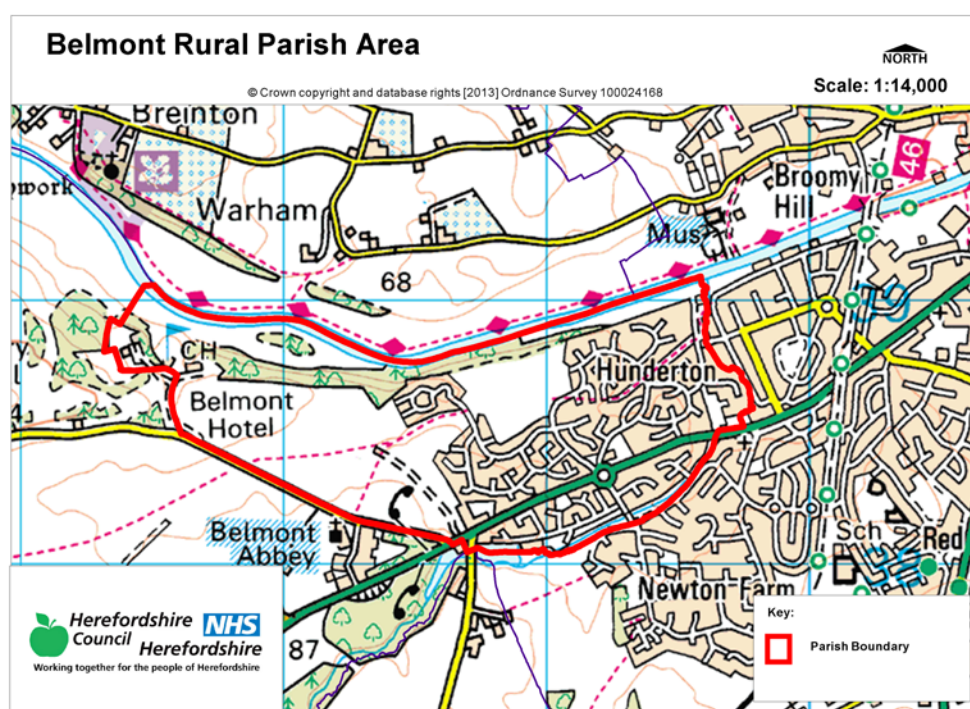 Belmont Rural Parish Area
NORTH
© Crown copyright and database rights [2013] Ordnance Survey 100024168
Scale: 1:14,000
Breinton
46
Broomy
Hill
work
Warham
Mus
68
CH
Hunderton
Belmont
Hotel
Belmont
Abbey
Sch
Red
Newton Farm
87
Herefordshire
Council
NHS
Herefordshire
Working together for the people of Herefordshire
Key:
Parish Boundary